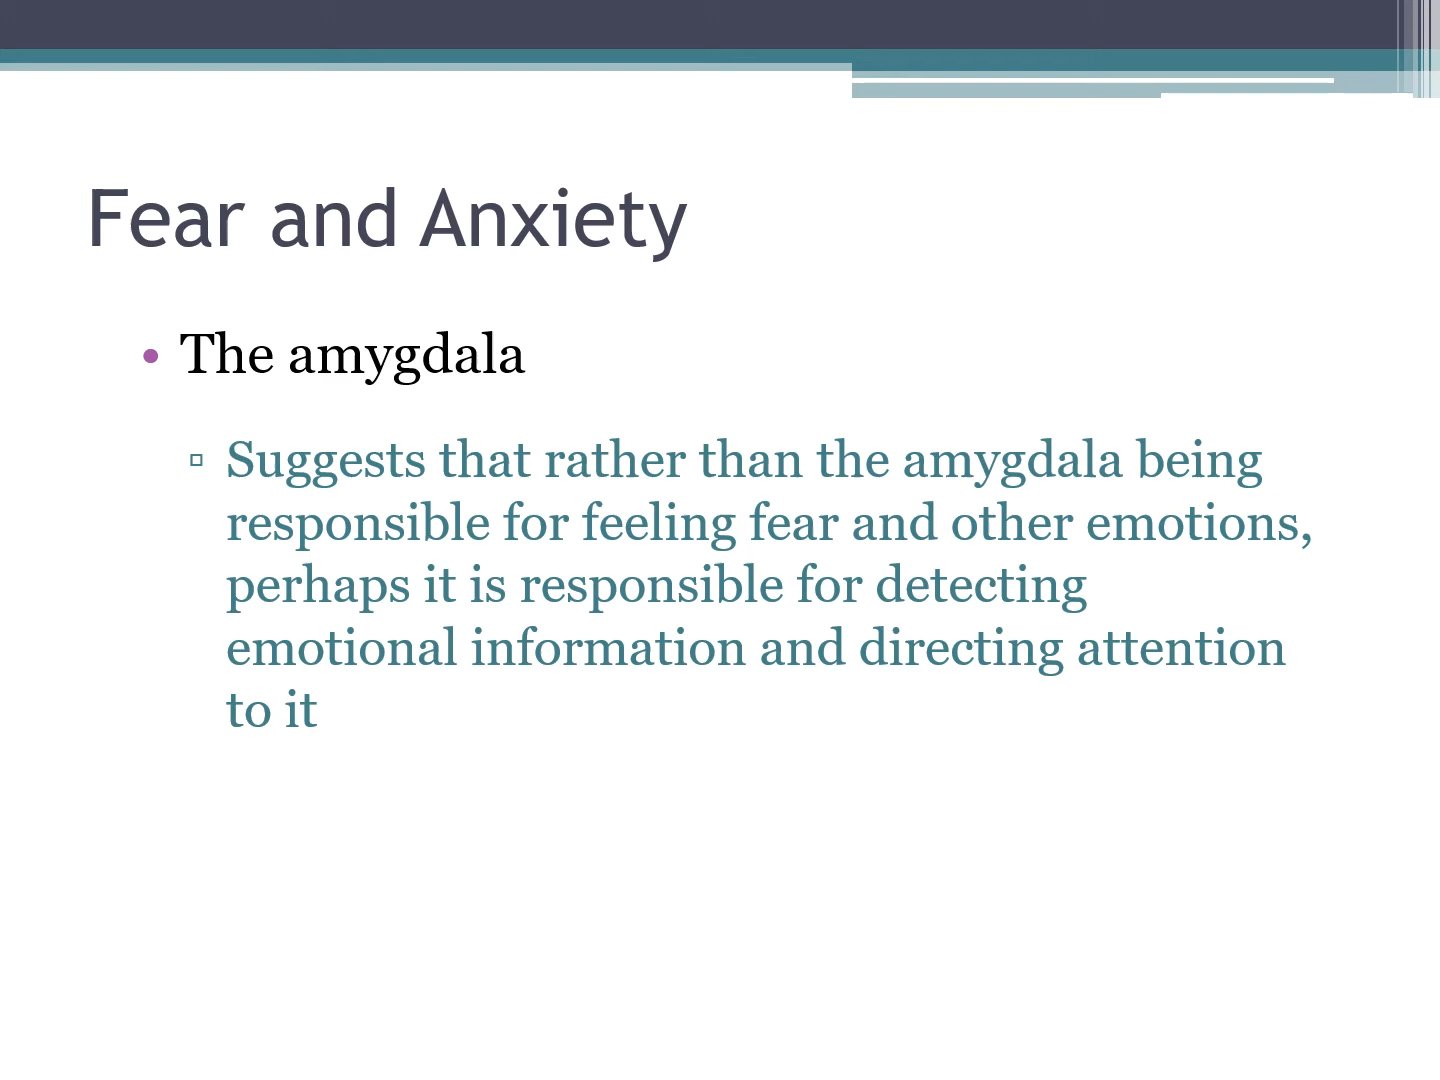 Fear and Anxiety
• The amygdala
▫ Suggests that rather than the amygdala being
responsible for feeling fear and other emotions,
perhaps it is responsible for detecting
emotional information and directing attention
to it